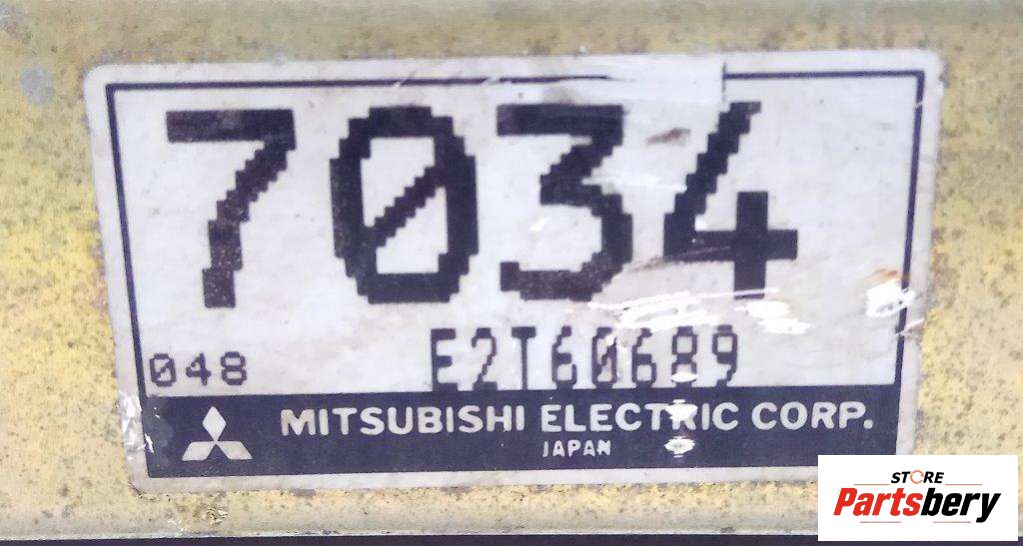 7034
048 E2T60689
MITSUBISHI ELECTRIC CORP.
JAPAN
STORE
Partsbery